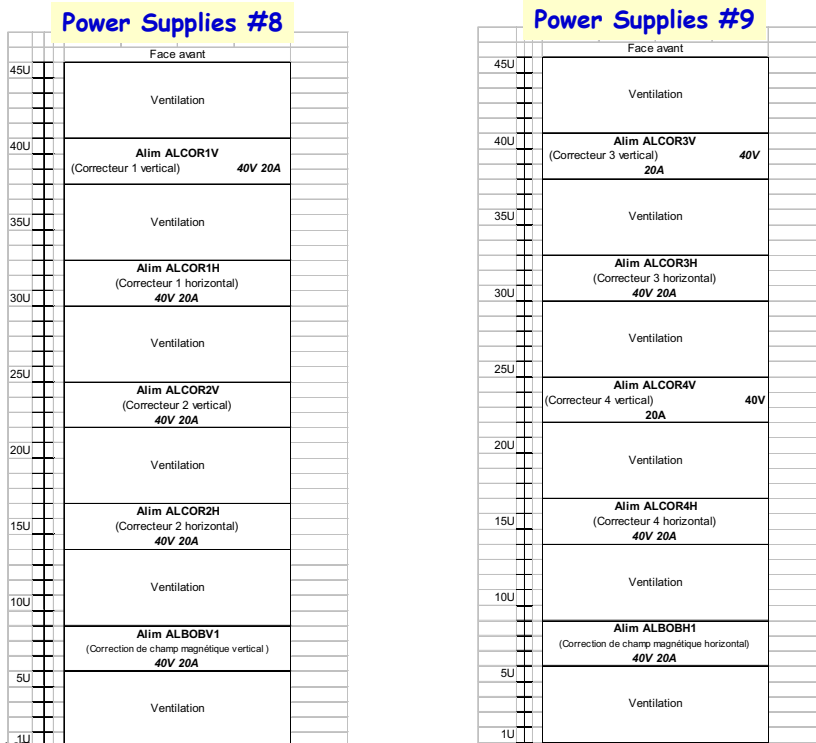 Power Supplies #8
Face avant
45U
Ventilation
40U
Alim ALCOR1V
(Correcteur 1 vertical) 40V 20A
35U
Ventilation
Alim ALCOR1H
(Correcteur 1 horizontal)
30U
40V 20A
Ventilation
25U
Alim ALCOR2V
(Correcteur 2 vertical)
40V 20A
20U
Ventilation
Alim ALCOR2H
15U
(Correcteur 2 horizontal)
40V 20A
Ventilation
10U
Alim ALBOBV1
(Correction de champ magnétique vertical )
40V 20A
5U
Ventilation
1U
Power Supplies #9
Face avant
45U
Ventilation
40U
Alim ALCOR3V
(Correcteur 3 vertical) 40V
20A
35U
Ventilation
Alim ALCOR3H
(Correcteur 3 horizontal)
30U
40V 20A
Ventilation
25U
Alim ALCOR4V
(Correcteur 4 vertical) 40V
20A
20U
Ventilation
Alim ALCOR4H
15U
(Correcteur 4 horizontal)
40V 20A
Ventilation
10U
Alim ALBOBH1
(Correction de champ magnétique horizontal)
40V 20A
5U
Ventilation
1U